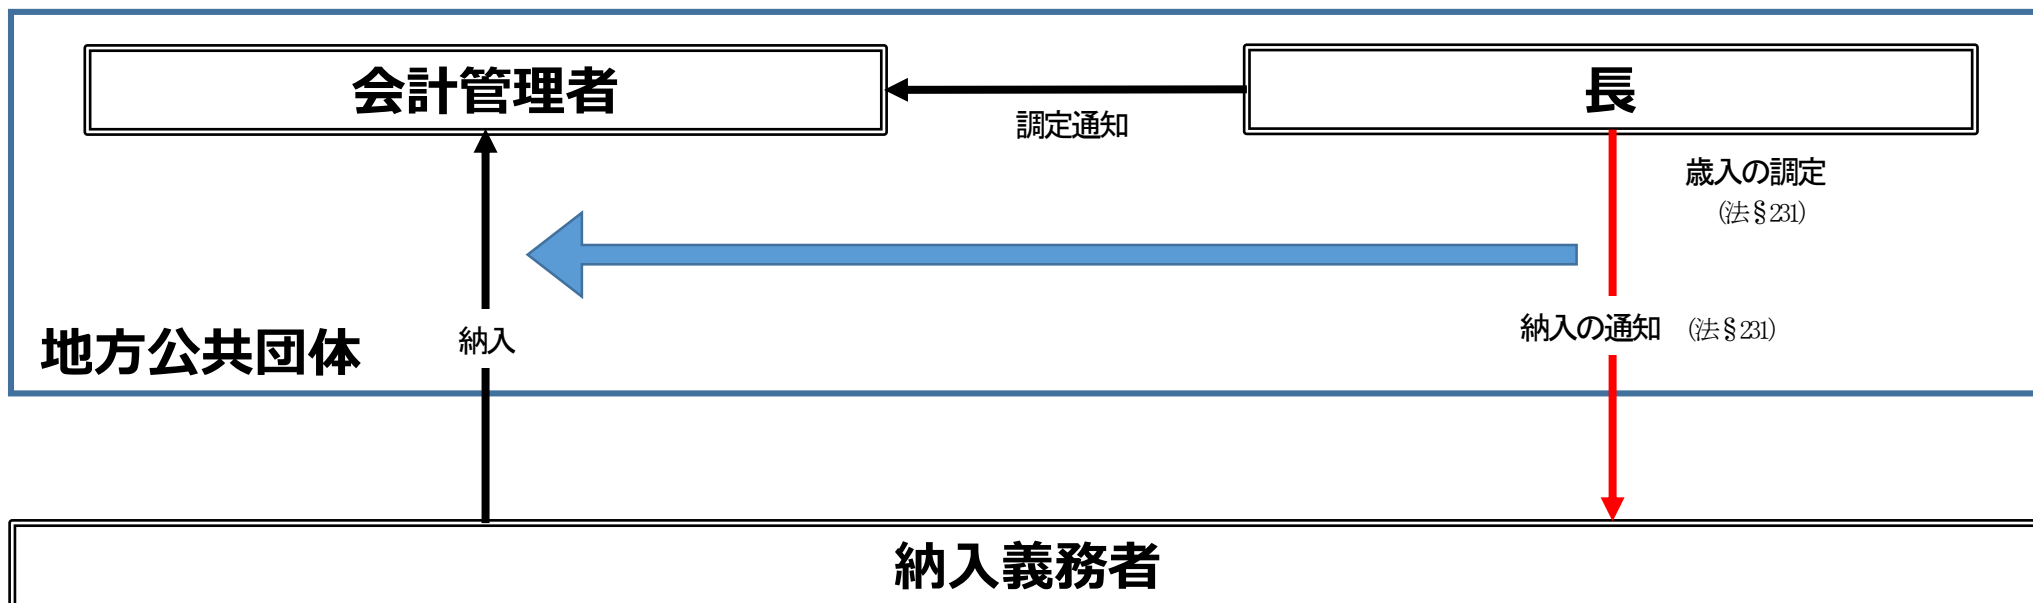 会計管理者
長
調定通知
歳入の調定
（法§231）
納入の通知 （法§231）
納入
地方公共団体
納入義務者